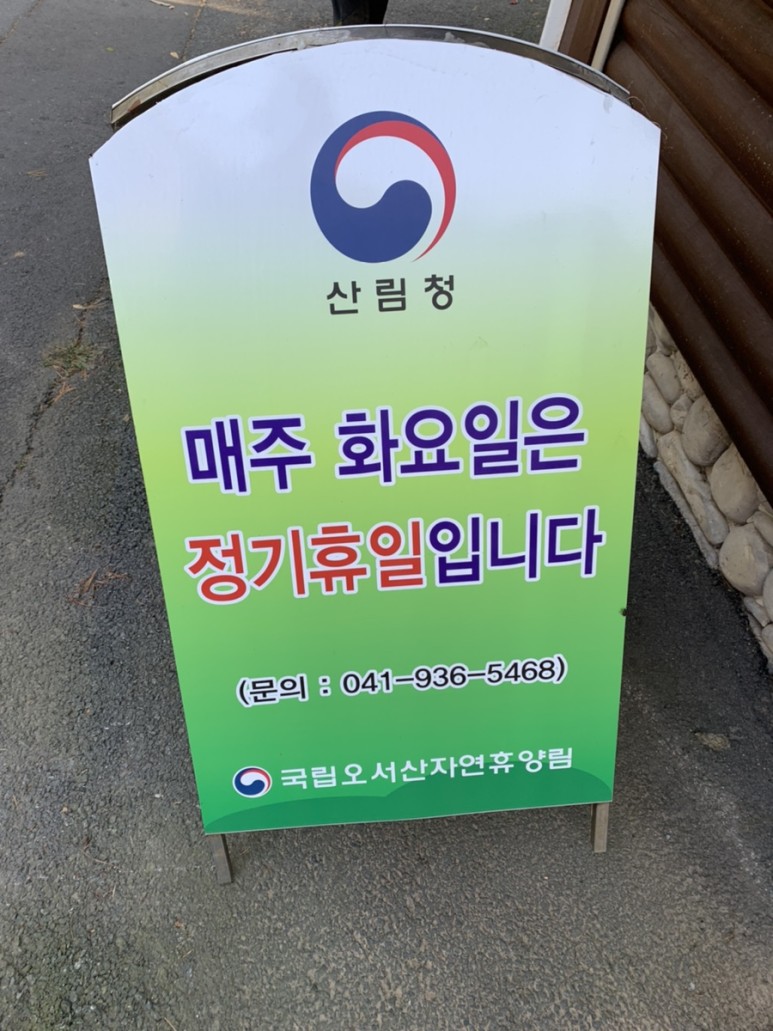 산림청
매주 화요일은
정기휴일입니다
(문의 : 041-936-5468)
국립오서산자연휴양림